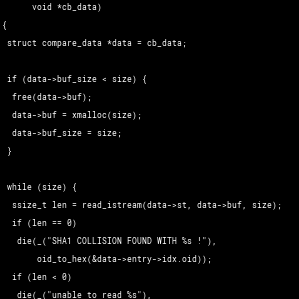 void *cb_data)
{
struct compare_data *data = cb_data;
if (data->buf_size < size) {
free(data->buf);
data->buf = xmalloc(size);
data->buf_size = size;
}
while (size) {
ssize_t len = read_istream(data->st, data->buf, size);
if (len == 0)
die(_("SHA1 COLLISION FOUND WITH %s !"),
oid_to_hex(&data->entry->idx.oid));
if (len < 0)
die(_("unable to read %s"),